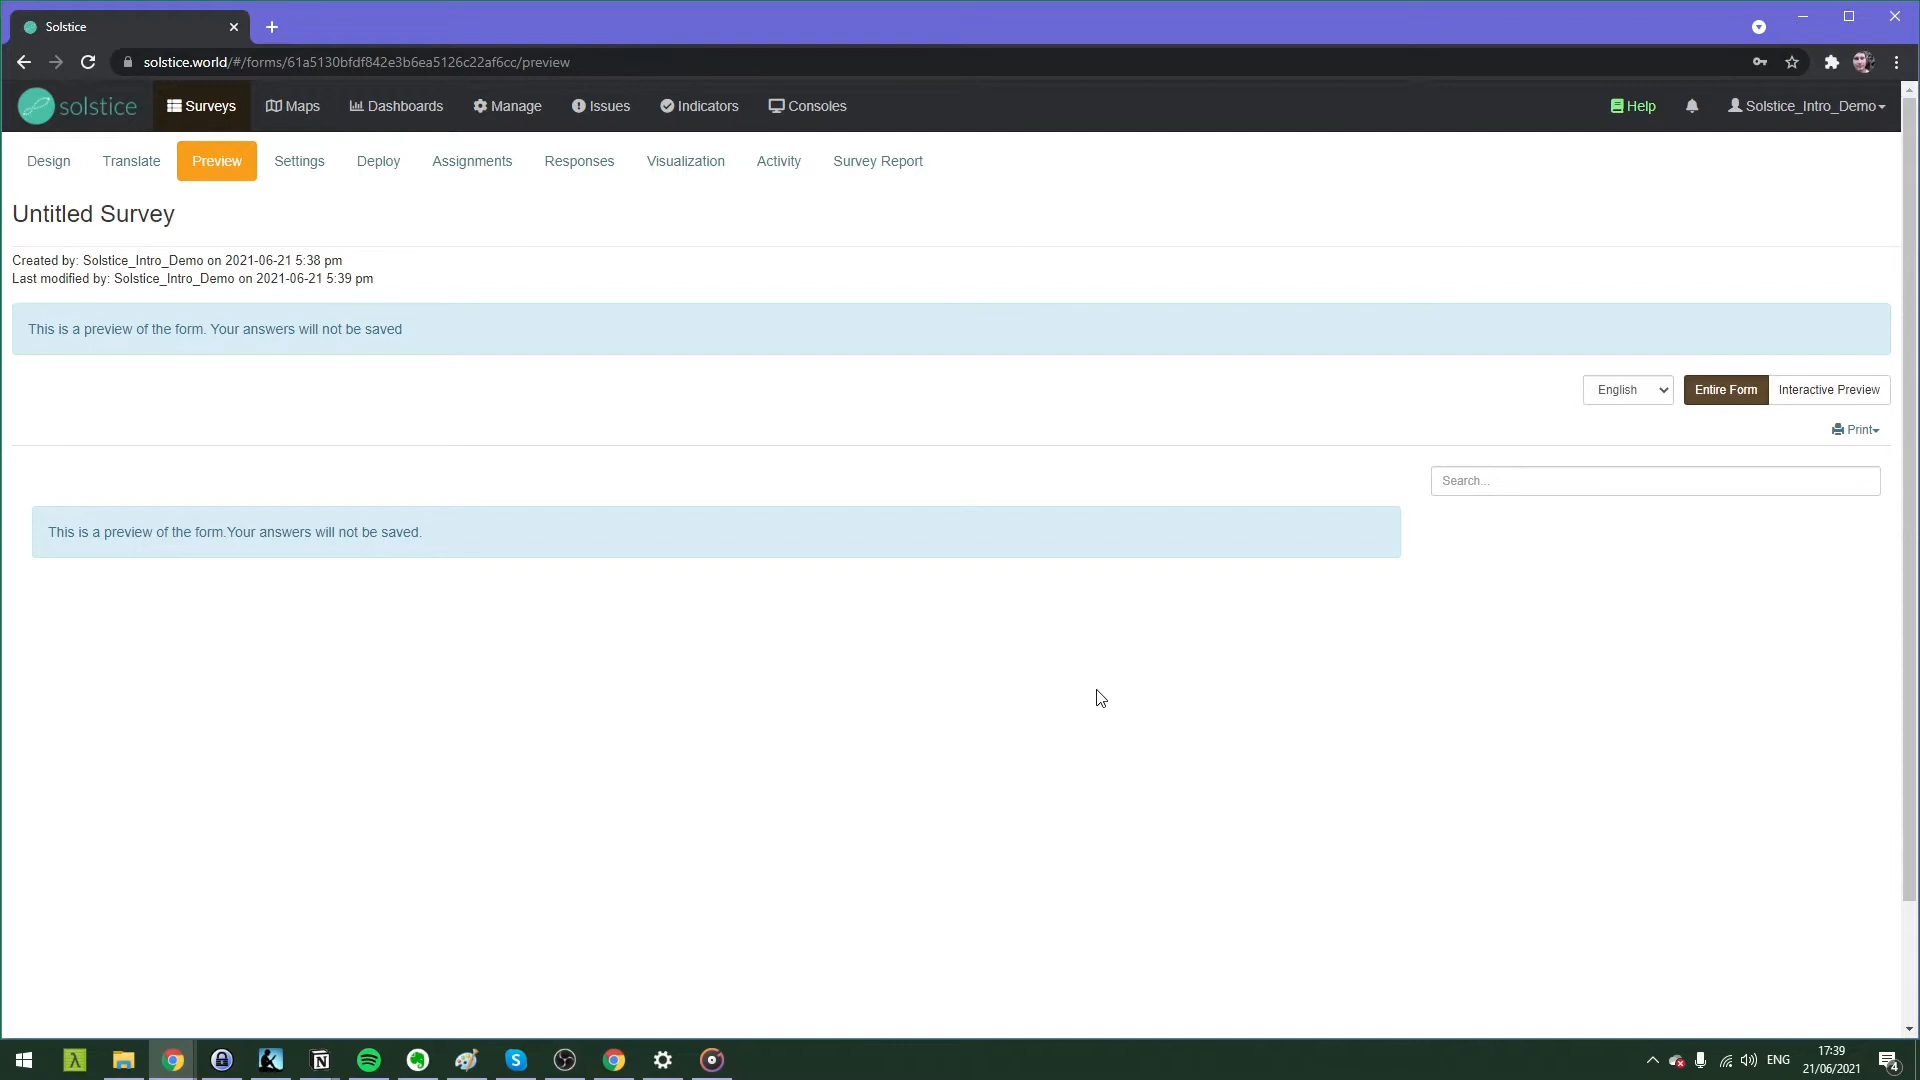 Solstice
solstice.world/#/forms/61a5130bfdf842e3b6ea5126c22af6cc/preview
solstice
Surveys
Maps
Dashboards
Manage
Issues
Indicators
Consoles
Help
Solstice_Intro_Demo
Design
Translate
Preview
Settings
Deploy
Assignments
Responses
Visualization
Activity
Survey Report
Untitled Survey
Created by: Solstice_Intro_Demo on 2021-06-21 5:38 pm
Last modified by: Solstice_Intro_Demo on 2021-06-21 5:39 pm
This is a preview of the form. Your answers will not be saved
English
Entire Form
Interactive Preview
Print
Search...
This is a preview of the form.Your answers will not be saved.
ENG
17:39
21/06/2021
4